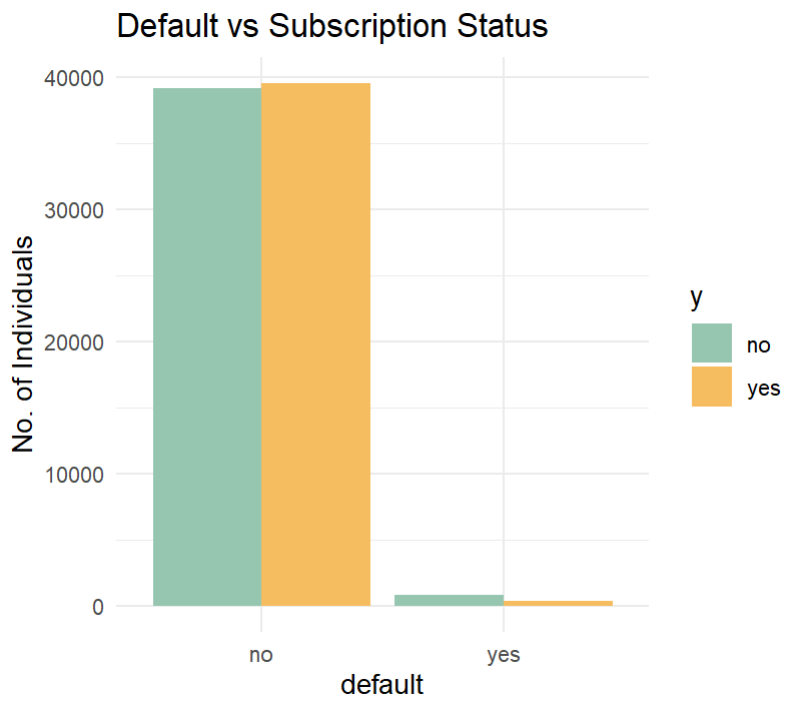 Default vs Subscription Status
No. of Individuals
40000
30000
20000
10000
0
no
yes
default
y
no
yes